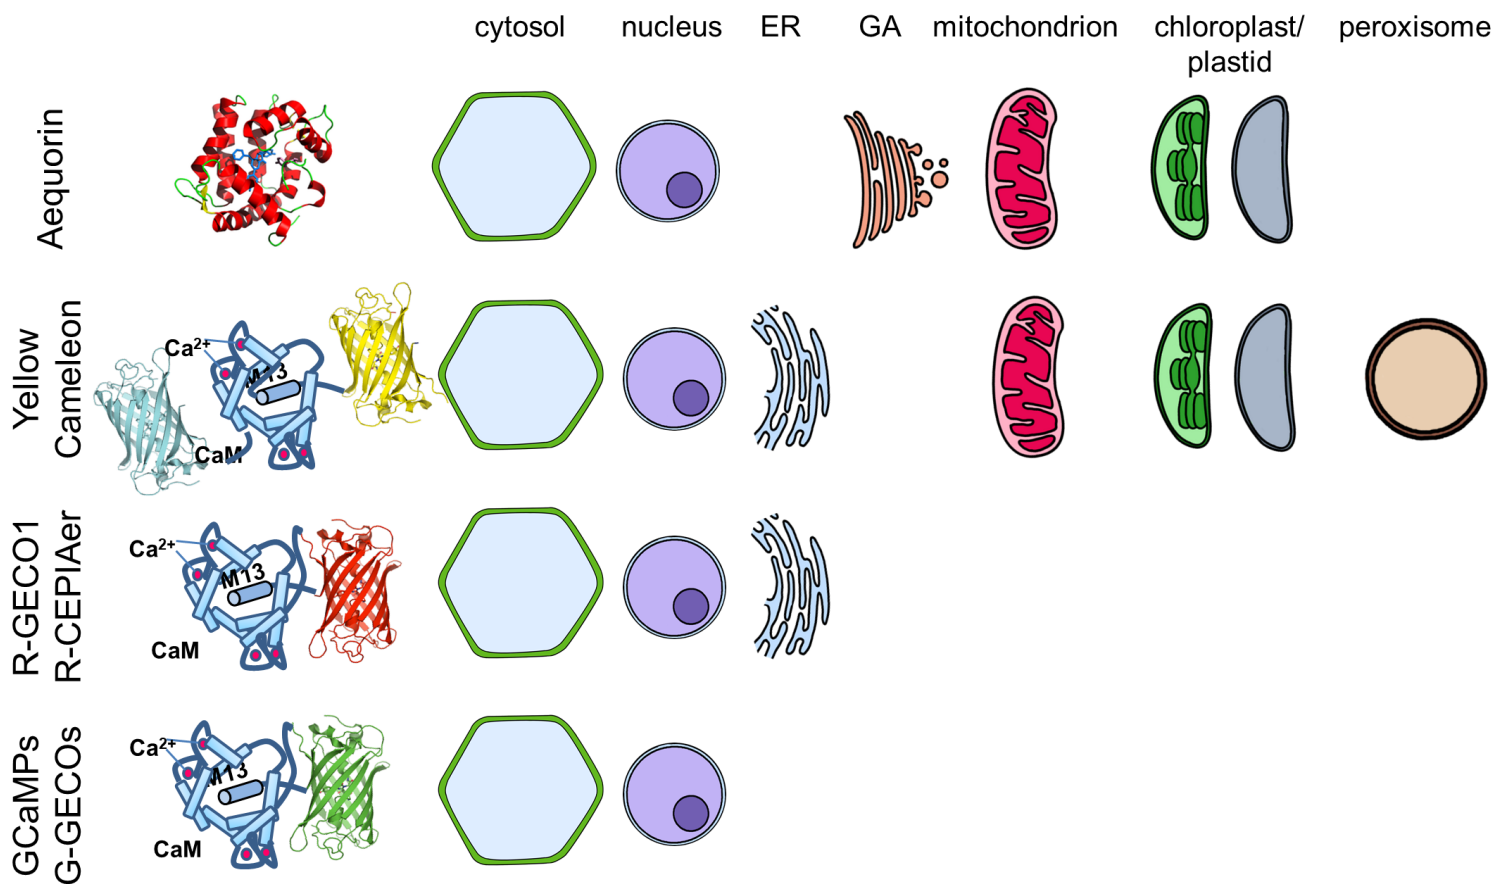 cytosol nucleus ER GA mitochondrion chloroplast/ peroxisome
plastid
Aequorin
Yellow
Cameleon
Ca2+
M13
CaM
R-GECO1
R-CEPIAer
Ca2+
M13
CaM
GCaMPs
G-GECOs
Ca2+
M13
CaM